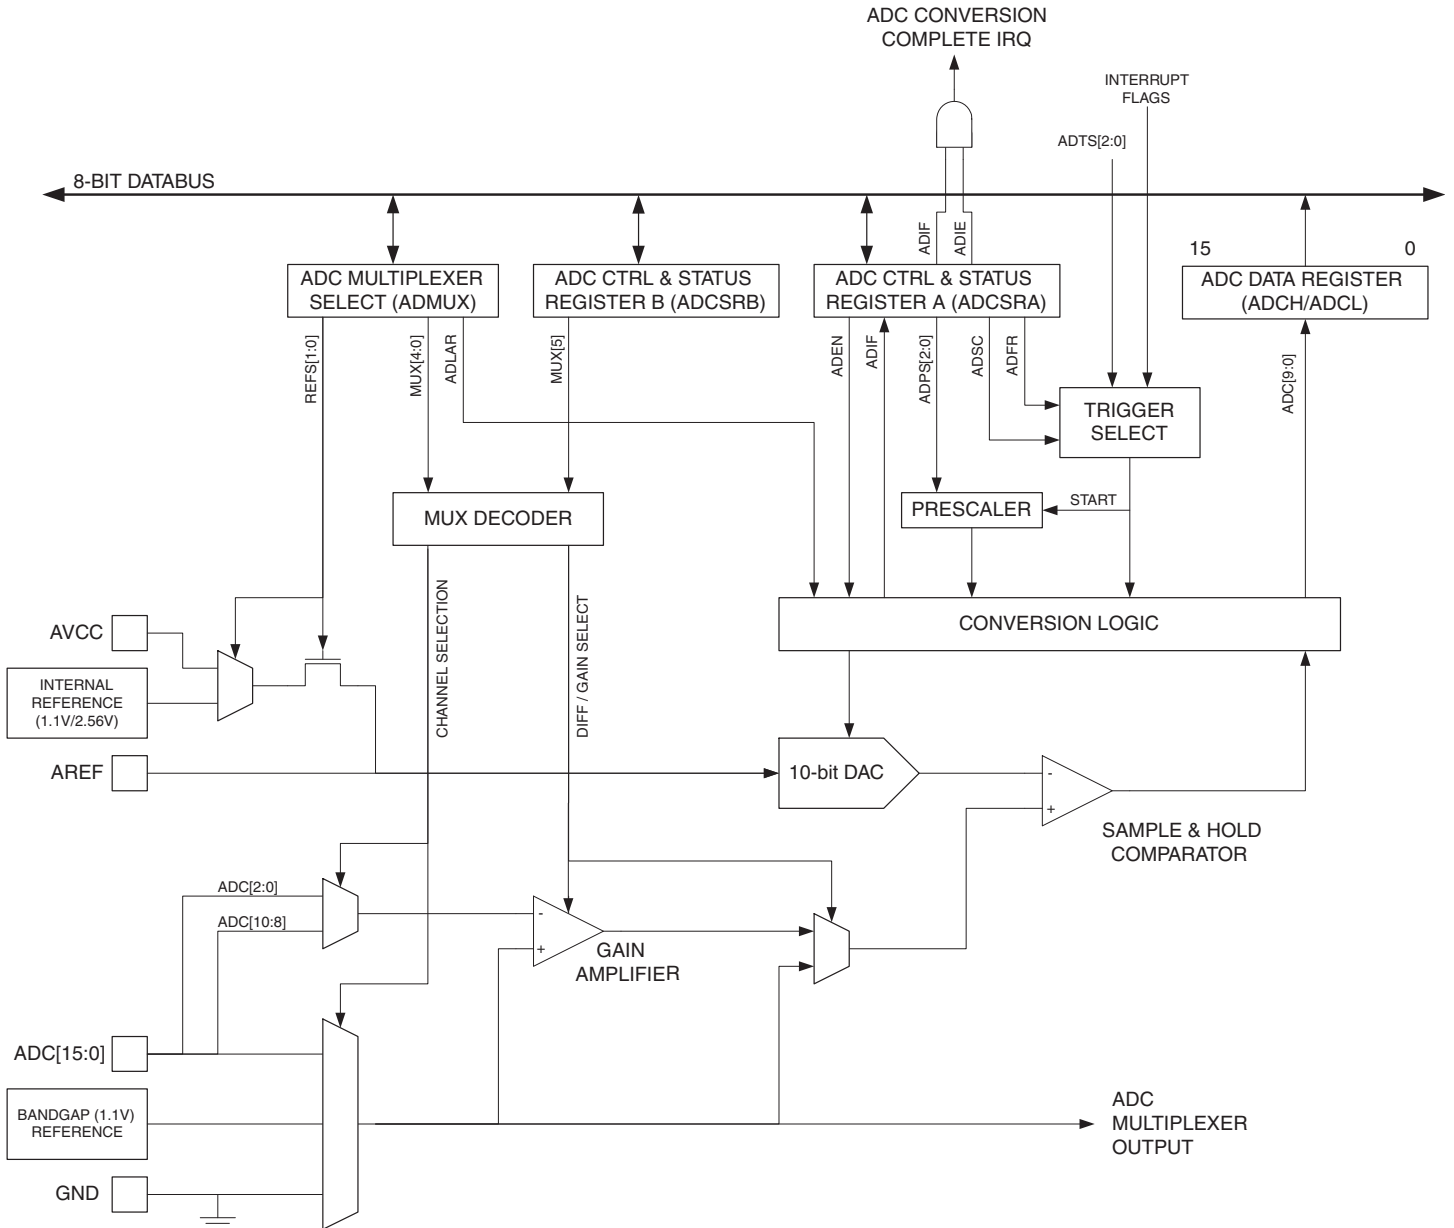 ADC CONVERSION
COMPLETE IRQ
INTERRUPT
FLAGS
ADTS[2:0]
8-BIT DATABUS
ADIF
ADIE
15
0
ADC MULTIPLEXER
SELECT (ADMUX)
ADC CTRL & STATUS
REGISTER B (ADCSRB)
ADC CTRL & STATUS
REGISTER A (ADCSRA)
ADC DATA REGISTER
(ADCH/ADCL)
REFS[1:0]
MUX[4:0]
ADLAR
MUX[5]
ADEN
ADIF
ADPS[2:0]
ADSC
ADFR
ADC[9:0]
TRIGGER
SELECT
MUX DECODER
PRESCALER
START
CHANNEL SELECTION
DIFF / GAIN SELECT
CONVERSION LOGIC
AVCC
INTERNAL
REFERENCE
(1.1V/2.56V)
AREF
10-bit DAC
-
+
SAMPLE & HOLD
COMPARATOR
ADC[2:0]
ADC[10:8]
-
+
GAIN
AMPLIFIER
ADC[15:0]
BANDGAP (1.1V)
REFERENCE
ADC
MULTIPLEXER
OUTPUT
GND